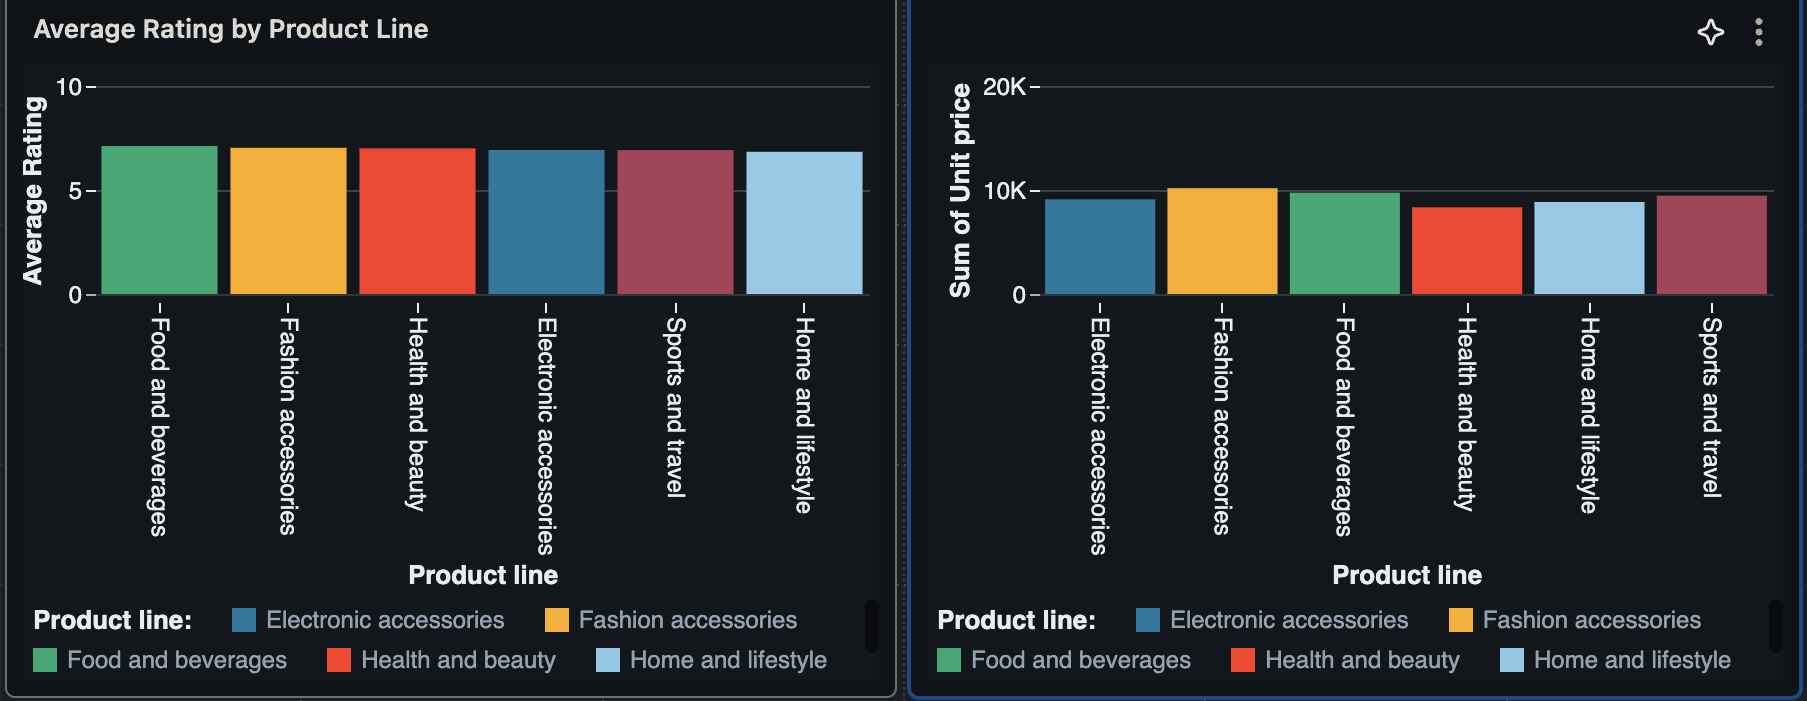 Average Rating by Product Line
10
5
0
Average Rating
Food and beverages
Fashion accessories
Health and beauty
Electronic accessories
Sports and travel
Home and lifestyle
Product line
Product line:
Electronic accessories
Fashion accessories
Food and beverages
Health and beauty
Home and lifestyle
20K
10K
0
Sum of Unit price
Electronic accessories
Fashion accessories
Food and beverages
Health and beauty
Home and lifestyle
Sports and travel
Product line
Product line:
Electronic accessories
Fashion accessories
Food and beverages
Health and beauty
Home and lifestyle